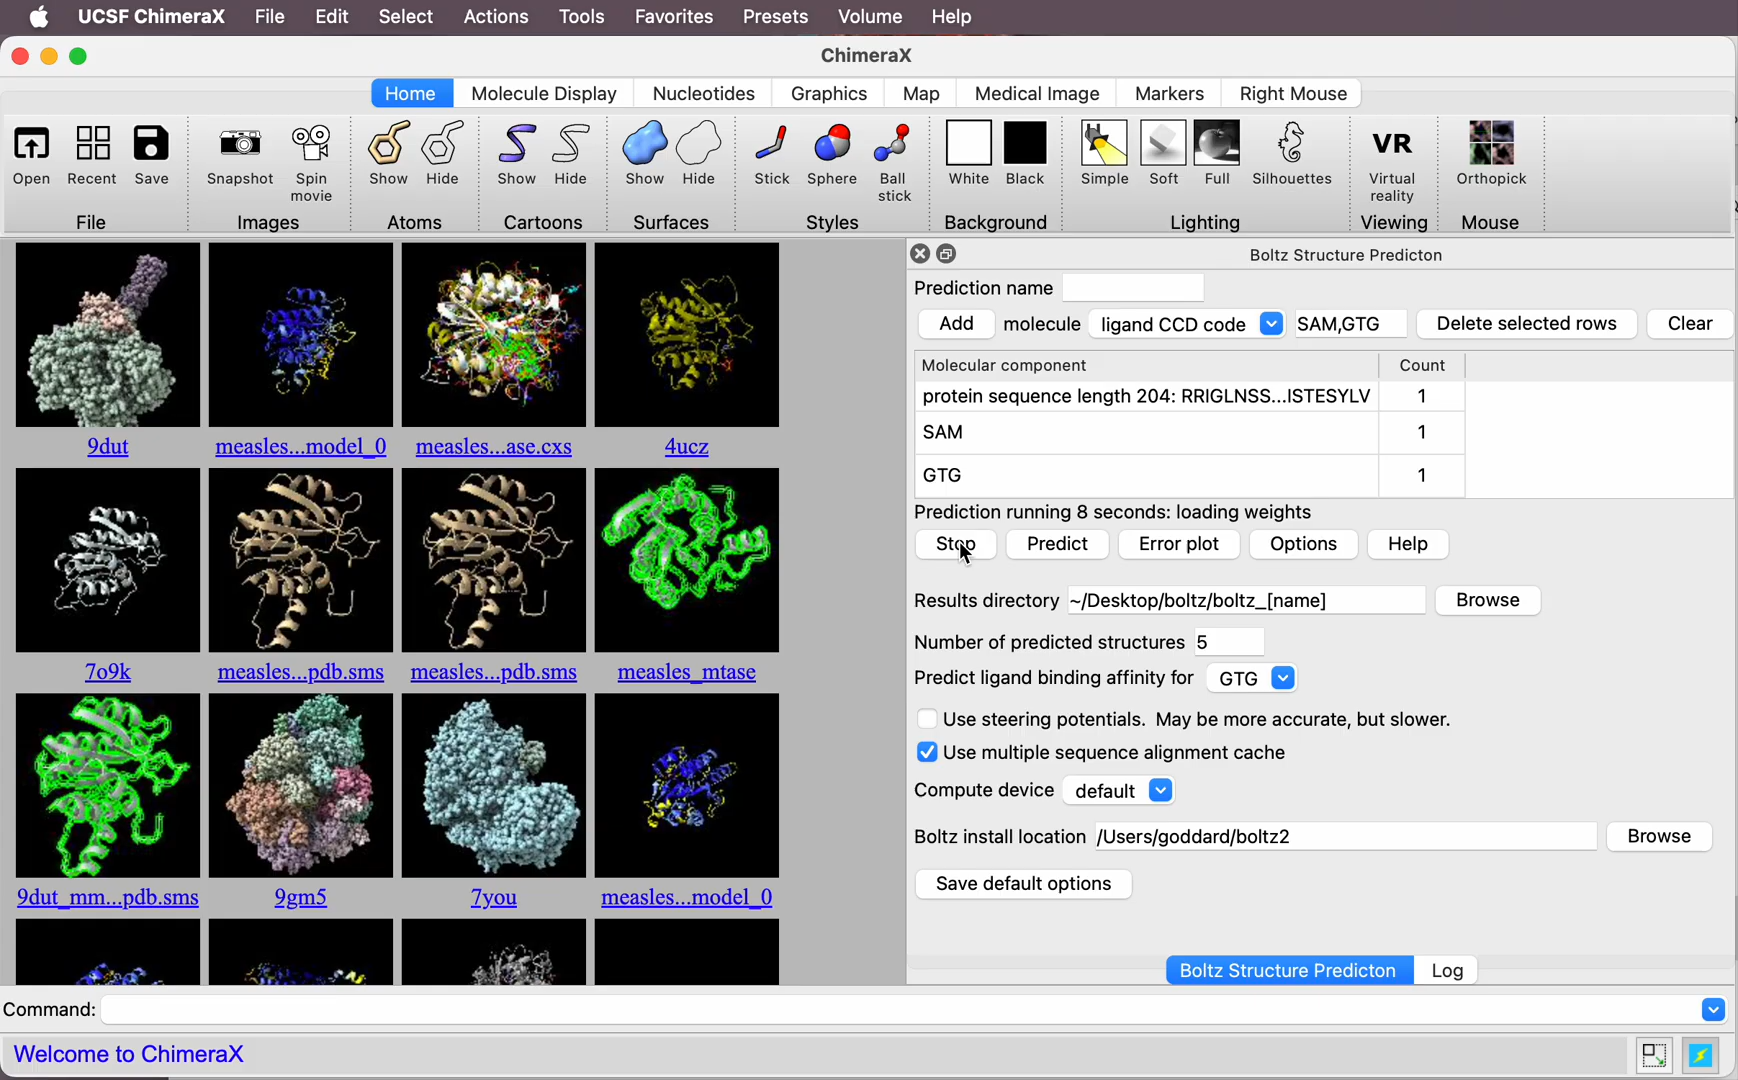 UCSF ChimeraX File Edit Select Actions Tools Favorites Presets Volume Help
ChimeraX
Home Molecule Display Nucleotides Graphics Map Medical Image Markers Right Mouse
Open Recent Save Snapshot Spin movie Show Hide Show Hide Show Hide Stick Sphere Ball stick White Black Simple Soft Full Silhouettes VR Virtual reality Orthopick
File Images Atoms Cartoons Surfaces Styles Background Lighting Viewing Mouse
9dut measles...model_0 measles...ase.cxs 4ucz
7o9k measles...pdb.sms measles...pdb.sms measles_mtase
9dut_mm...pdb.sms 9gm5 7you measles...model_0
Boltz Structure Predicton
Prediction name
Add molecule ligand CCD code SAM,GTG Delete selected rows Clear
Molecular component Count
protein sequence length 204: RRIGLNSS...ISTESYLV 1
SAM 1
GTG 1
Prediction running 8 seconds: loading weights
Stop Predict Error plot Options Help
Results directory ~/Desktop/boltz/boltz_[name] Browse
Number of predicted structures 5
Predict ligand binding affinity for GTG
Use steering potentials. May be more accurate, but slower.
Use multiple sequence alignment cache
Compute device default
Boltz install location /Users/goddard/boltz2 Browse
Save default options
Boltz Structure Predicton Log
Command:
Welcome to ChimeraX